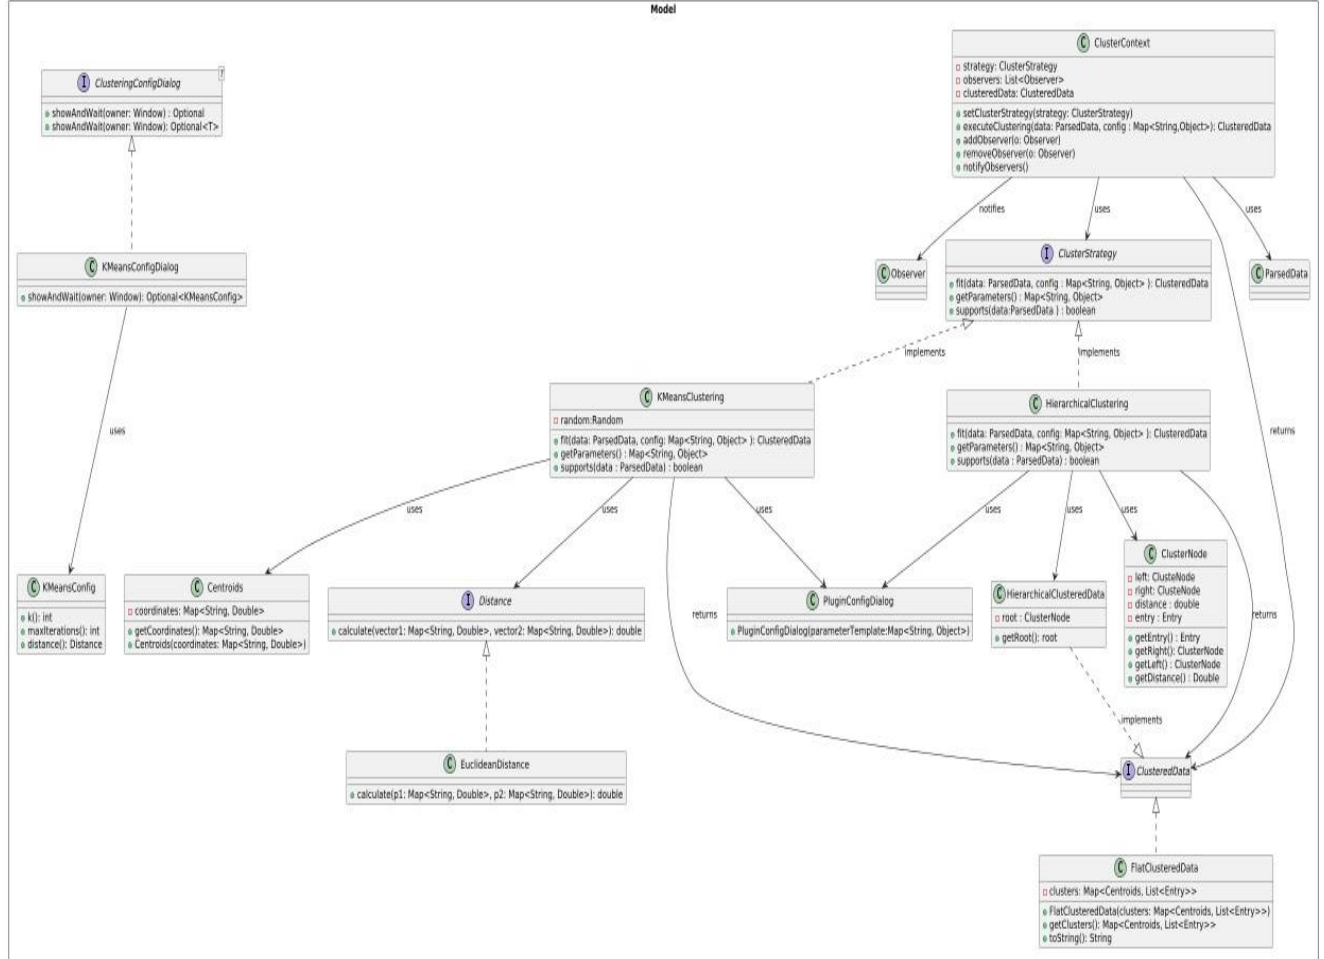 Model
C ClusterContext
strategy: ClusterStrategy
observers: List<Observer>
clusteredData: ClusteredData
setClusterStrategy(strategy: ClusterStrategy)
executeClustering(data: ParsedData, config : Map<String,Object>): ClusteredData
addObserver(o: Observer)
removeObserver(o: Observer)
notifyObservers()
I ClusteringConfigDialog
showAndWait(owner: Window) : Optional
showAndWait(owner: Window): Optional<T>
notifies
uses
uses
C KMeansConfigDialog
showAndWait(owner: Window): Optional<KMeansConfig>
C Observer
I ClusterStrategy
fit(data: ParsedData, config : Map<String, Object> ): ClusteredData
getParameters() : Map<String, Object>
supports(data:ParsedData ) : boolean
C ParsedData
implements
implements
C KMeansClustering
random:Random
fit(data: ParsedData, config: Map<String, Object> ): ClusteredData
getParameters() : Map<String, Object>
supports(data : ParsedData) : boolean
C HierarchicalClustering
fit(data: ParsedData, config: Map<String, Object> ): ClusteredData
getParameters() : Map<String, Object>
supports(data : ParsedData) : boolean
uses
returns
uses
uses
uses
uses
uses
uses
C KMeansConfig
k(): int
maxIterations(): int
distance(): Distance
C Centroids
coordinates: Map<String, Double>
getCoordinates(): Map<String, Double>
Centroids(coordinates: Map<String, Double>)
I Distance
calculate(vector1: Map<String, Double>, vector2: Map<String, Double>): double
returns
C PluginConfigDialog
PluginConfigDialog(parameterTemplate:Map<String, Object>)
C HierarchicalClusteredData
root : ClusterNode
getRoot(): root
C ClusterNode
left: ClusteNode
right: ClusteNode
distance : double
entry : Entry
getEntry() : Entry
getRight(): ClusterNode
getLeft() : ClusterNode
getDistance() : Double
returns
implements
C EuclideanDistance
calculate(p1: Map<String, Double>, p2: Map<String, Double>): double
I ClusteredData
C FlatClusteredData
clusters: Map<Centroids, List<Entry>>
FlatClusteredData(clusters: Map<Centroids, List<Entry>>)
getClusters(): Map<Centroids, List<Entry>>
toString(): String